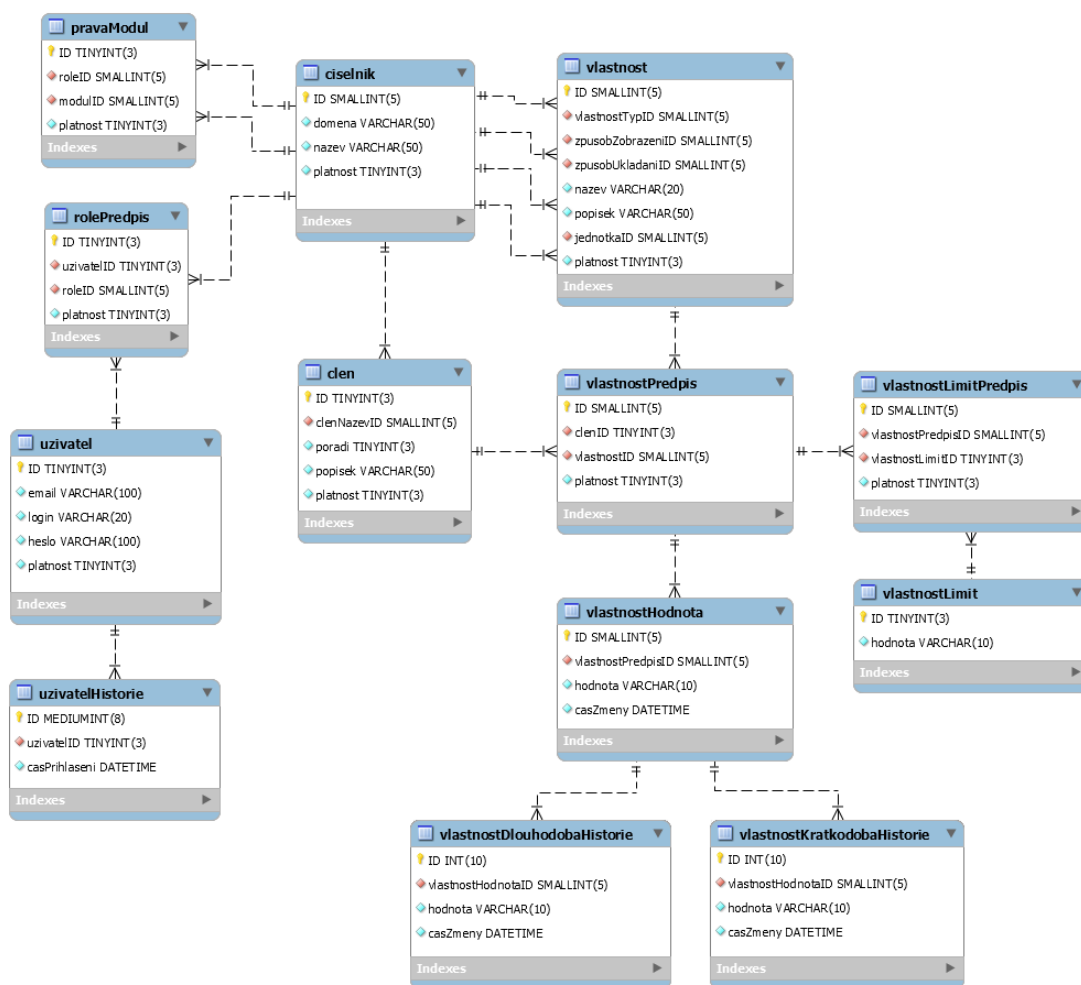 pravaModul
ID TINYINT(3)
roleID SMALLINT(5)
modulID SMALLINT(5)
platnost TINYINT(3)
Indexes
ciselnik
ID SMALLINT(5)
domena VARCHAR(50)
nazev VARCHAR(50)
platnost TINYINT(3)
Indexes
vlastnost
ID SMALLINT(5)
vlastnostTypID SMALLINT(5)
zpusobZobrazeniID SMALLINT(5)
zpusobUkladaniID SMALLINT(5)
nazev VARCHAR(20)
popisek VARCHAR(50)
jednotkaID SMALLINT(5)
platnost TINYINT(3)
Indexes
rolePredpis
ID TINYINT(3)
uzivatelID TINYINT(3)
roleID SMALLINT(5)
platnost TINYINT(3)
Indexes
clen
ID TINYINT(3)
clenNazevID SMALLINT(5)
poradi TINYINT(3)
popisek VARCHAR(50)
platnost TINYINT(3)
Indexes
vlastnostPredpis
ID SMALLINT(5)
clenID TINYINT(3)
vlastnostID SMALLINT(5)
platnost TINYINT(3)
Indexes
vlastnostLimitPredpis
ID SMALLINT(5)
vlastnostPredpisID SMALLINT(5)
vlastnostLimitID TINYINT(3)
platnost TINYINT(3)
Indexes
uzivatel
ID TINYINT(3)
email VARCHAR(100)
login VARCHAR(20)
heslo VARCHAR(100)
platnost TINYINT(3)
Indexes
vlastnostHodnota
ID SMALLINT(5)
vlastnostPredpisID SMALLINT(5)
hodnota VARCHAR(10)
casZmeny DATETIME
Indexes
vlastnostLimit
ID TINYINT(3)
hodnota VARCHAR(10)
Indexes
uzivatelHistorie
ID MEDIUMINT(8)
uzivatelID TINYINT(3)
casPrihlaseni DATETIME
Indexes
vlastnostDlouhodobaHistorie
ID INT(10)
vlastnostHodnotaID SMALLINT(5)
hodnota VARCHAR(10)
casZmeny DATETIME
Indexes
vlastnostKratkodobaHistorie
ID INT(10)
vlastnostHodnotaID SMALLINT(5)
hodnota VARCHAR(10)
casZmeny DATETIME
Indexes